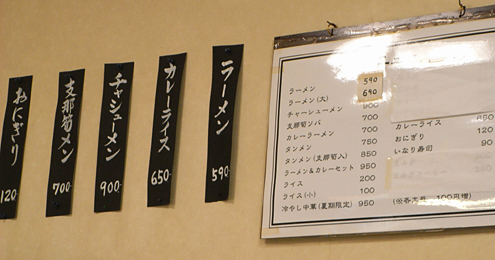 おにぎり
120
支那筍メン
700
チャシューメン
900
カレーライス
650
ラーメン
590
ラーメン 590
ラーメン(大) 690
チャーシューメン 900
支那筍ソバ 700
カレーラーメン 700
タンメン 750
タンメン(支那筍入) 850
ラーメン&カレーセット 950
ライス 200
ライス(小) 100
冷やし中華(夏期限定) 950
カレーライス 650
おにぎり 120
いなり寿司 90
100円増)